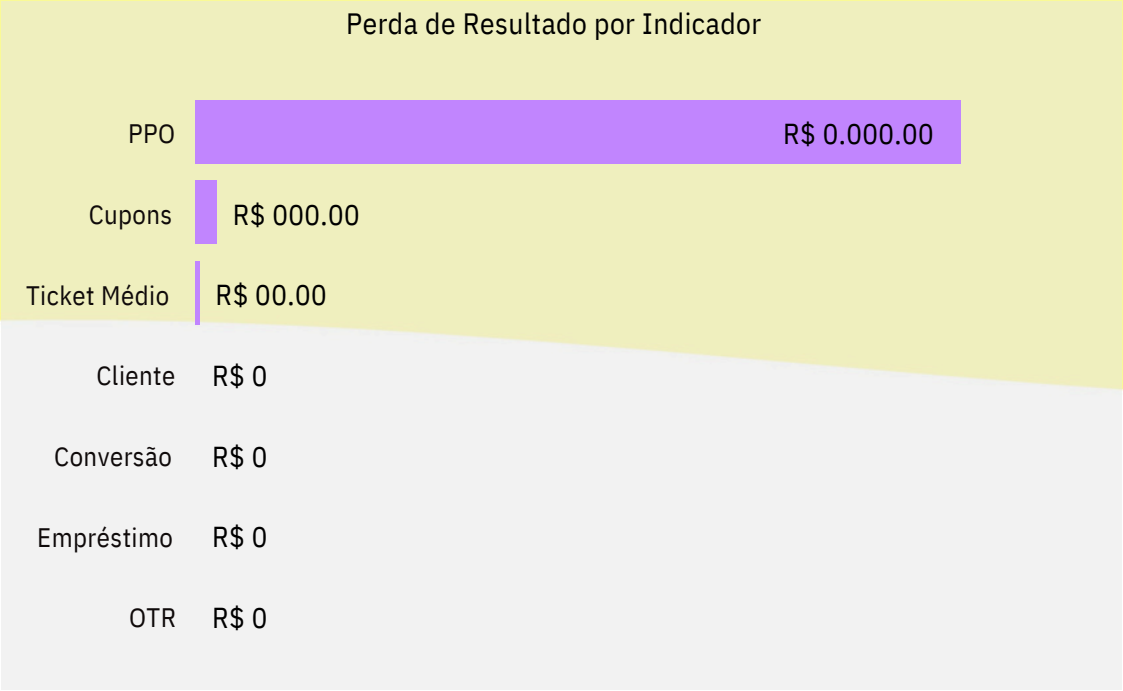 Perda de Resultado por Indicador
PPO R$ 0.000.00
Cupons R$ 000.00
Ticket Médio R$ 00.00
Cliente R$ 0
Conversão R$ 0
Empréstimo R$ 0
OTR R$ 0